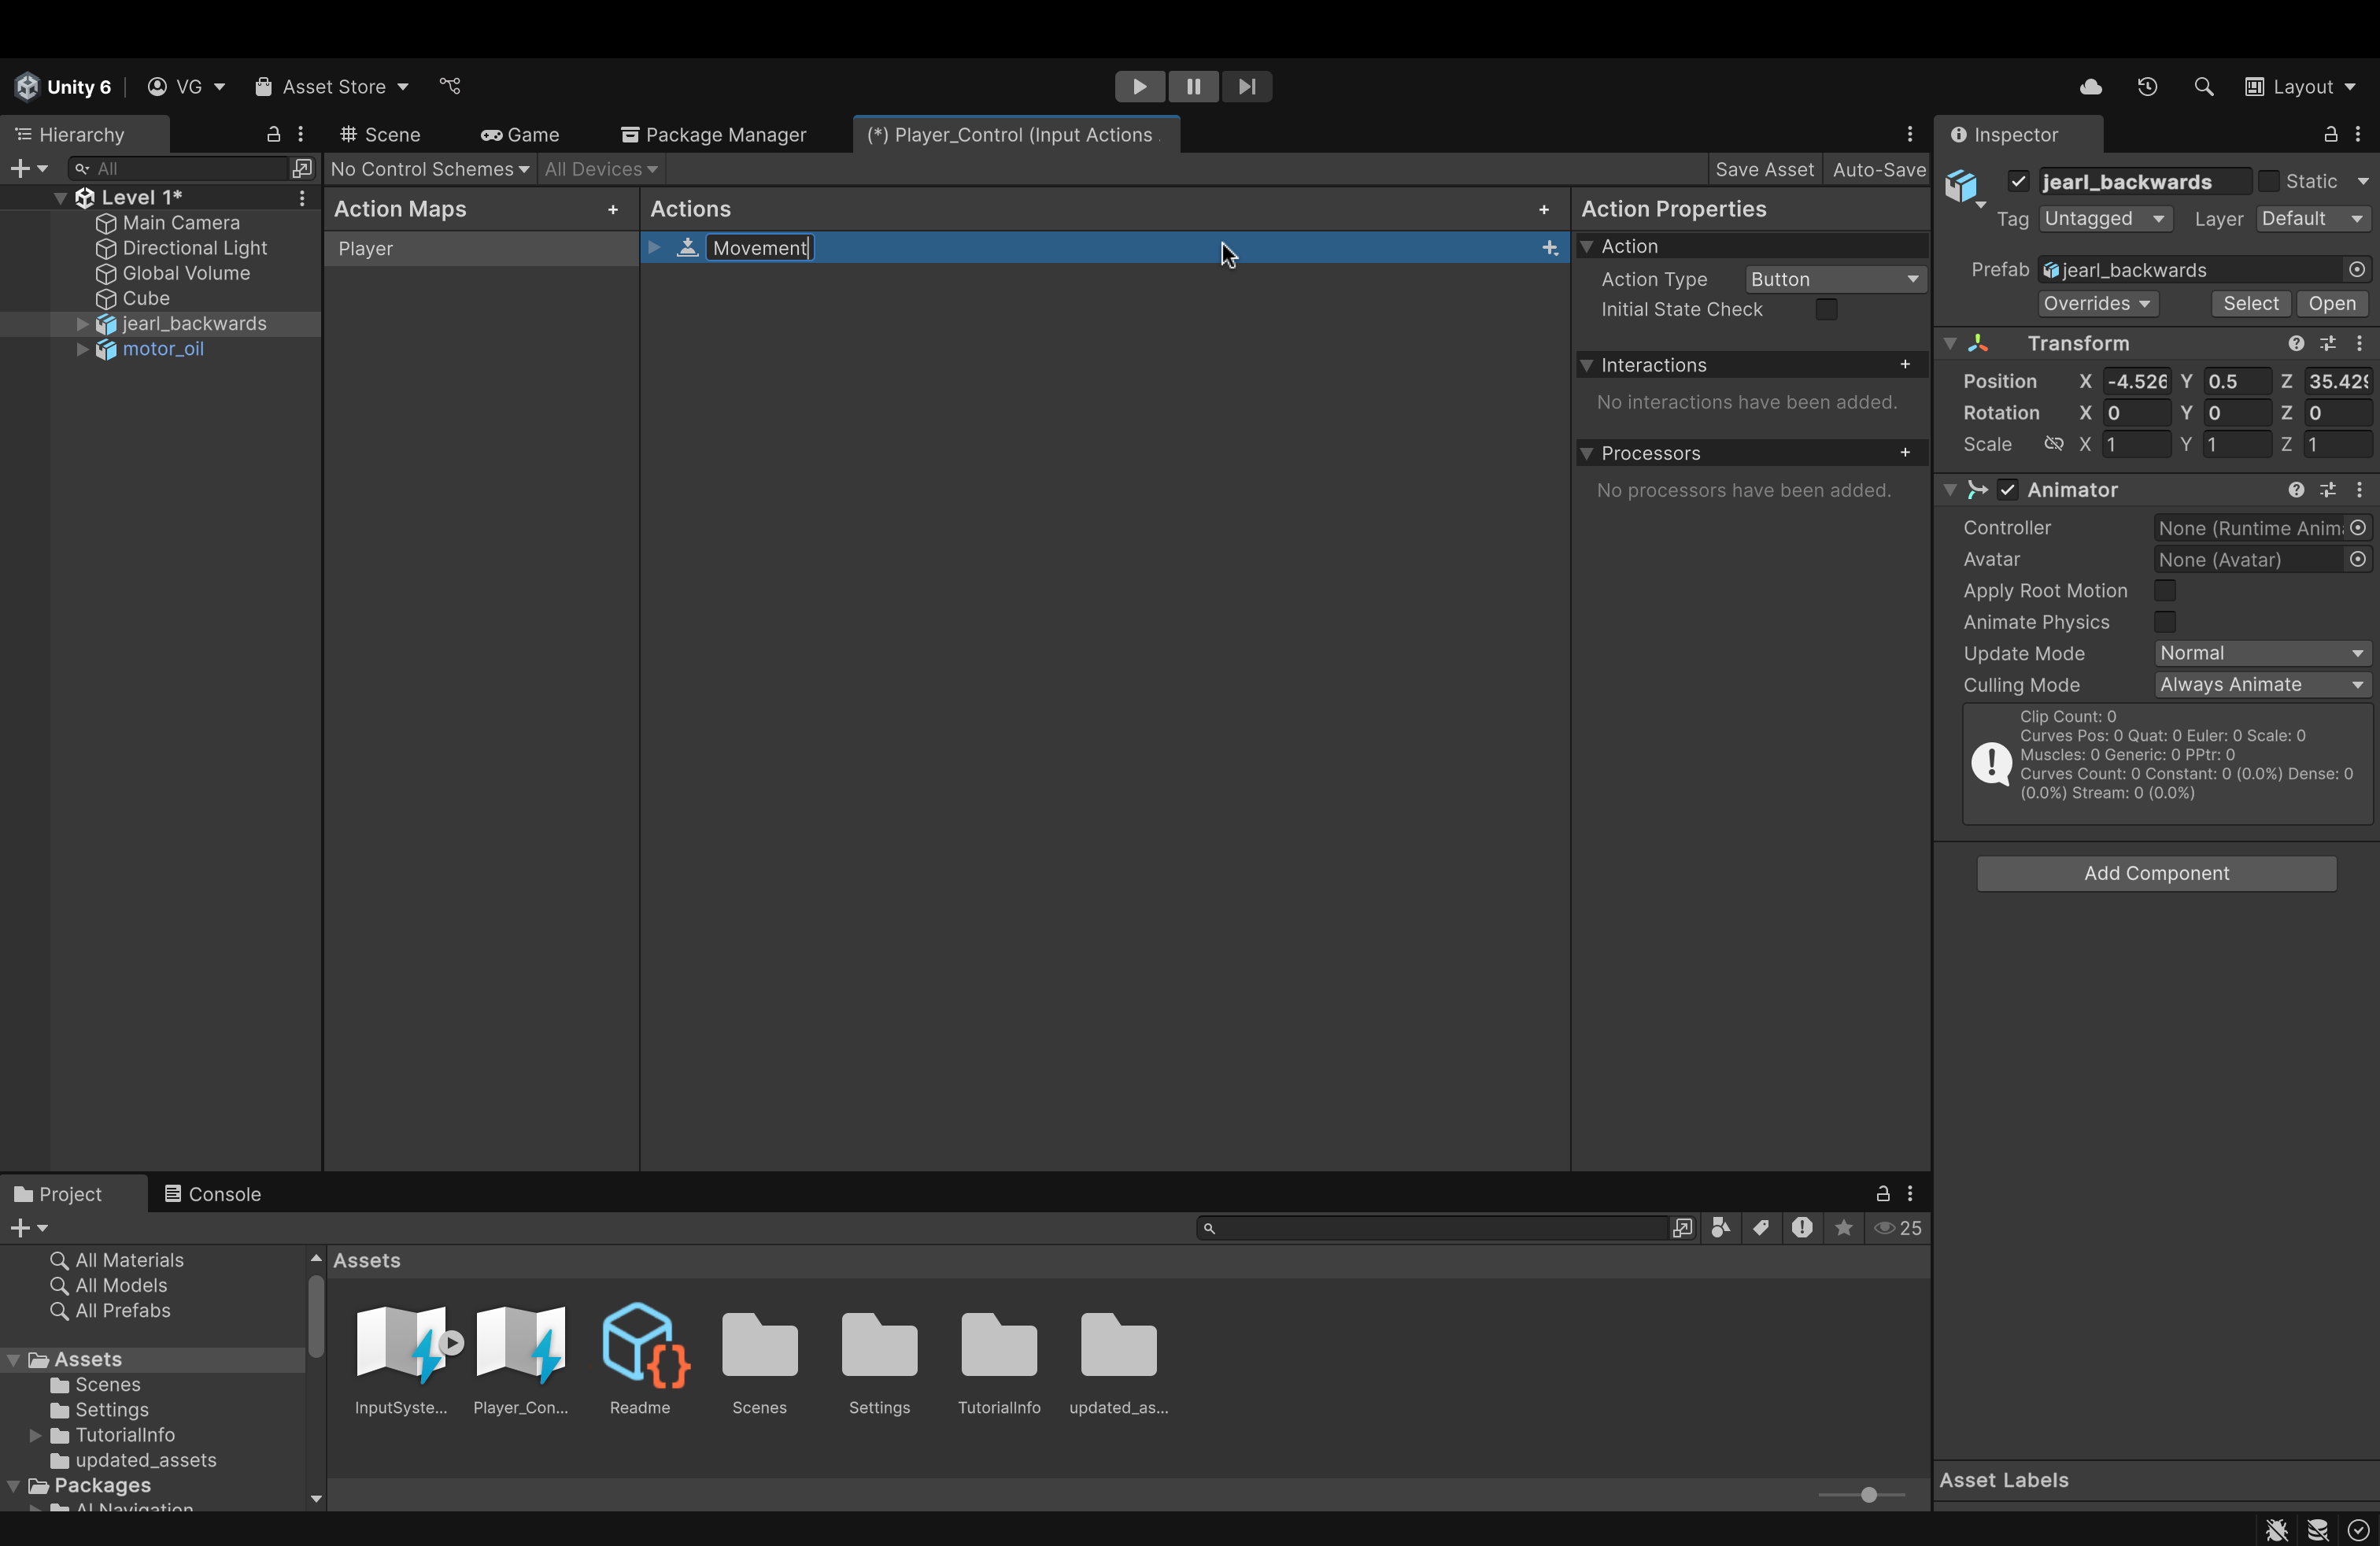 Unity 6
VG
Asset Store
Layout
Hierarchy
Scene
Game
Package Manager
(*) Player_Control (Input Actions
Inspector
All
No Control Schemes
All Devices
Save Asset
Auto-Save
Level 1*
Main Camera
Directional Light
Global Volume
Cube
jearl_backwards
motor_oil
Action Maps +
Player
Actions +
Movement
Action Properties
Action
Action Type Button
Initial State Check
Interactions +
No interactions have been added.
Processors +
No processors have been added.
jearl_backwards Static
Tag Untagged Layer Default
Prefab jearl_backwards
Overrides Select Open
Transform
Position X -4.526 Y 0.5 Z 35.429
Rotation X 0 Y 0 Z 0
Scale X 1 Y 1 Z 1
Animator
Controller None (Runtime Anima
Avatar None (Avatar)
Apply Root Motion
Animate Physics
Update Mode Normal
Culling Mode Always Animate
Clip Count: 0
Curves Pos: 0 Quat: 0 Euler: 0 Scale: 0
Muscles: 0 Generic: 0 PPtr: 0
Curves Count: 0 Constant: 0 (0.0%) Dense: 0
(0.0%) Stream: 0 (0.0%)
Add Component
Project
Console
25
All Materials
All Models
All Prefabs
Assets
Scenes
Settings
TutorialInfo
updated_assets
Packages
AI Navigation
Assets
InputSyste...
Player_Con...
Readme
Scenes
Settings
TutorialInfo
updated_as...
Asset Labels